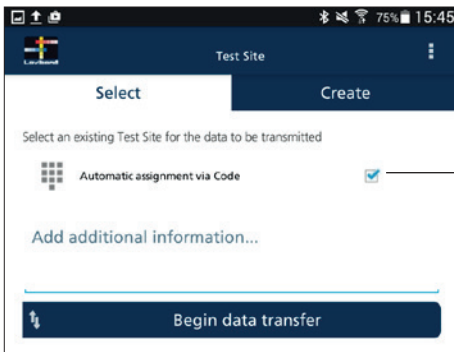 75% 15:45
Lovibond
Test Site
Select
Create
Select an existing Test Site for the data to be transmitted
Automatic assignment via Code
Add additional information...
Begin data transfer